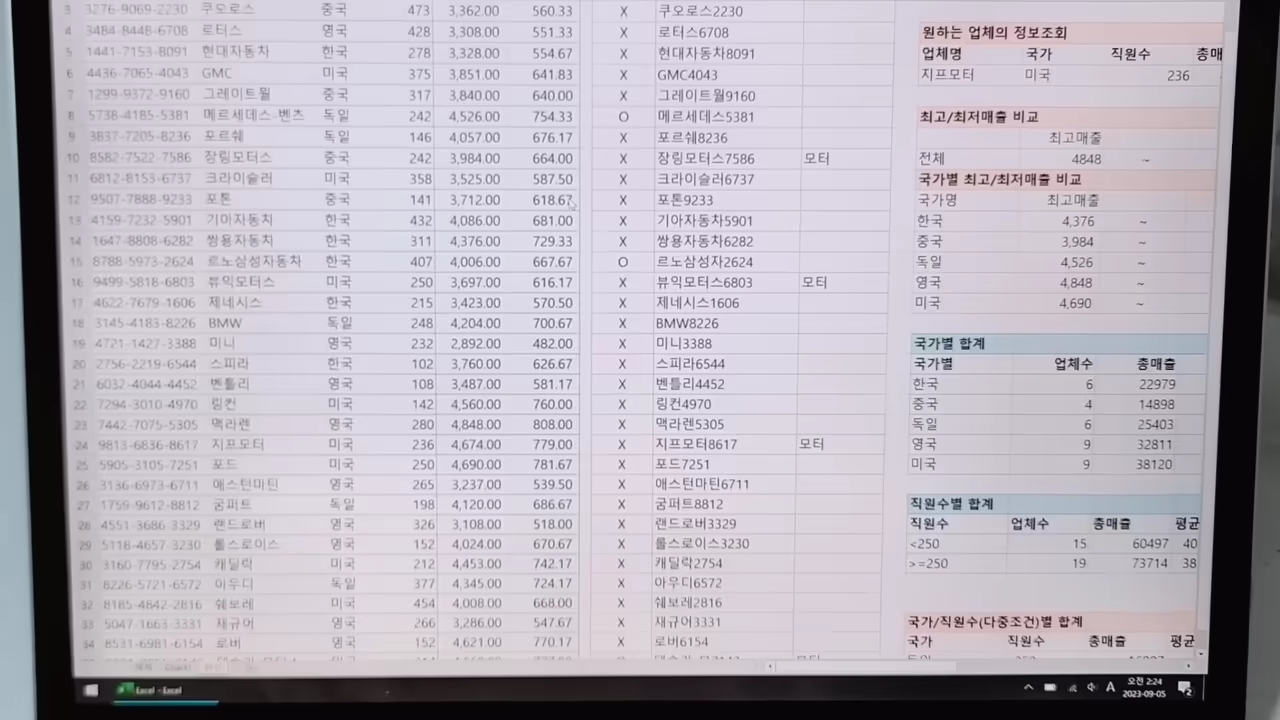 3 3276-9069-2230 쿠오로스 중국 473 3,362.00 560.33 X 쿠오로스2230
4 3484-8448-6708 로터스 영국 428 3,308.00 551.33 X 로터스6708 원하는 업체의 정보조회
5 1441-7153-8091 현대자동차 한국 278 3,328.00 554.67 X 현대자동차8091 업체명 국가 직원수 총매
6 4436-7065-4043 GMC 미국 375 3,851.00 641.83 X GMC4043 지프모터 미국 236
7 1299-9372-9160 그레이트월 중국 317 3,840.00 640.00 X 그레이트월9160
8 5738-4185-5381 메르세데스-벤츠 독일 242 4,526.00 754.33 O 메르세데스5381 최고/최저매출 비교
9 3837-7205-8236 포르쉐 독일 146 4,057.00 676.17 X 포르쉐8236 최고매출
10 8582-7522-7586 장링모터스 중국 242 3,984.00 664.00 X 장링모터스7586 모터 전체 4848 ~
11 6812-8153-6737 크라이슬러 미국 358 3,525.00 587.50 X 크라이슬러6737 국가별 최고/최저매출 비교
12 9507-7888-9233 포톤 중국 141 3,712.00 618.67 X 포톤9233 국가명 최고매출
13 4159-7232-5901 기아자동차 한국 432 4,086.00 681.00 X 기아자동차5901 한국 4,376 ~
14 1647-8808-6282 쌍용자동차 한국 311 4,376.00 729.33 X 쌍용자동차6282 중국 3,984 ~
15 8788-5973-2624 르노삼성자동차 한국 407 4,006.00 667.67 O 르노삼성자2624 독일 4,526 ~
16 9499-5818-6803 뷰익모터스 미국 250 3,697.00 616.17 X 뷰익모터스6803 모터 영국 4,848 ~
17 4622-7679-1606 제네시스 한국 215 3,423.00 570.50 X 제네시스1606 미국 4,690 ~
18 3145-4183-8226 BMW 독일 248 4,204.00 700.67 X BMW8226
19 4721-1427-3388 미니 영국 232 2,892.00 482.00 X 미니3388 국가별 합계
20 2756-2219-6544 스피라 한국 102 3,760.00 626.67 X 스피라6544 국가별 업체수 총매출
21 6032-4044-4452 벤틀리 영국 108 3,487.00 581.17 X 벤틀리4452 한국 6 22979
22 7294-3010-4970 링컨 미국 142 4,560.00 760.00 X 링컨4970 중국 4 14898
23 7442-7075-5305 맥라렌 영국 280 4,848.00 808.00 X 맥라렌5305 독일 6 25403
24 9813-6836-8617 지프모터 미국 236 4,674.00 779.00 X 지프모터8617 모터 영국 9 32811
25 5905-3105-7251 포드 미국 250 4,690.00 781.67 X 포드7251 미국 9 38120
26 3136-6973-6711 애스턴마틴 영국 265 3,237.00 539.50 X 애스턴마틴6711
27 1759-9612-8812 굼퍼트 독일 198 4,120.00 686.67 X 굼퍼트8812 직원수별 합계
28 4551-3686-3329 랜드로버 영국 326 3,108.00 518.00 X 랜드로버3329 직원수 업체수 총매출 평균
29 5118-4657-3230 롤스로이스 영국 152 4,024.00 670.67 X 롤스로이스3230 <250 15 60497 40
30 3160-7795-2754 캐딜락 미국 212 4,453.00 742.17 X 캐딜락2754 >=250 19 73714 38
31 8226-5721-6572 아우디 독일 377 4,345.00 724.17 X 아우디6572
32 8185-4842-2816 쉐보레 미국 454 4,008.00 668.00 X 쉐보레2816
33 5047-1663-3331 재규어 영국 266 3,286.00 547.67 X 재규어3331 국가/직원수(다중조건)별 합계
34 8531-6981-6154 로버 영국 152 4,621.00 770.17 X 로버6154 국가 직원수 총매출 평균
Excel - Excel
A
오전 2:24
2023-09-05
2